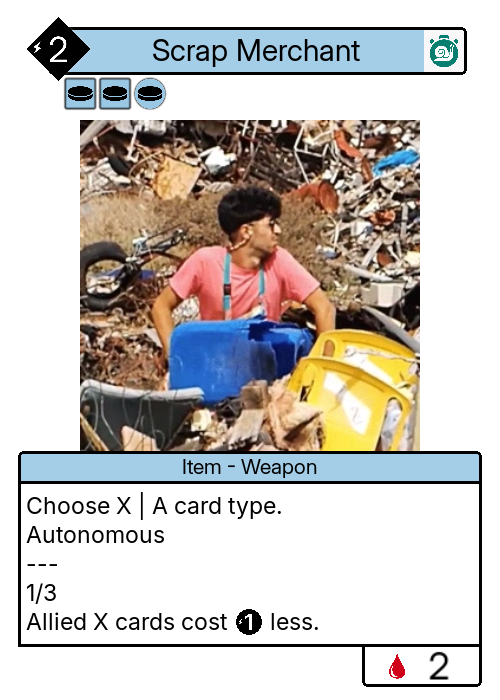 2
Scrap Merchant
Item - Weapon
Choose X | A card type.
Autonomous
---
1/3
Allied X cards cost 1 less.
2